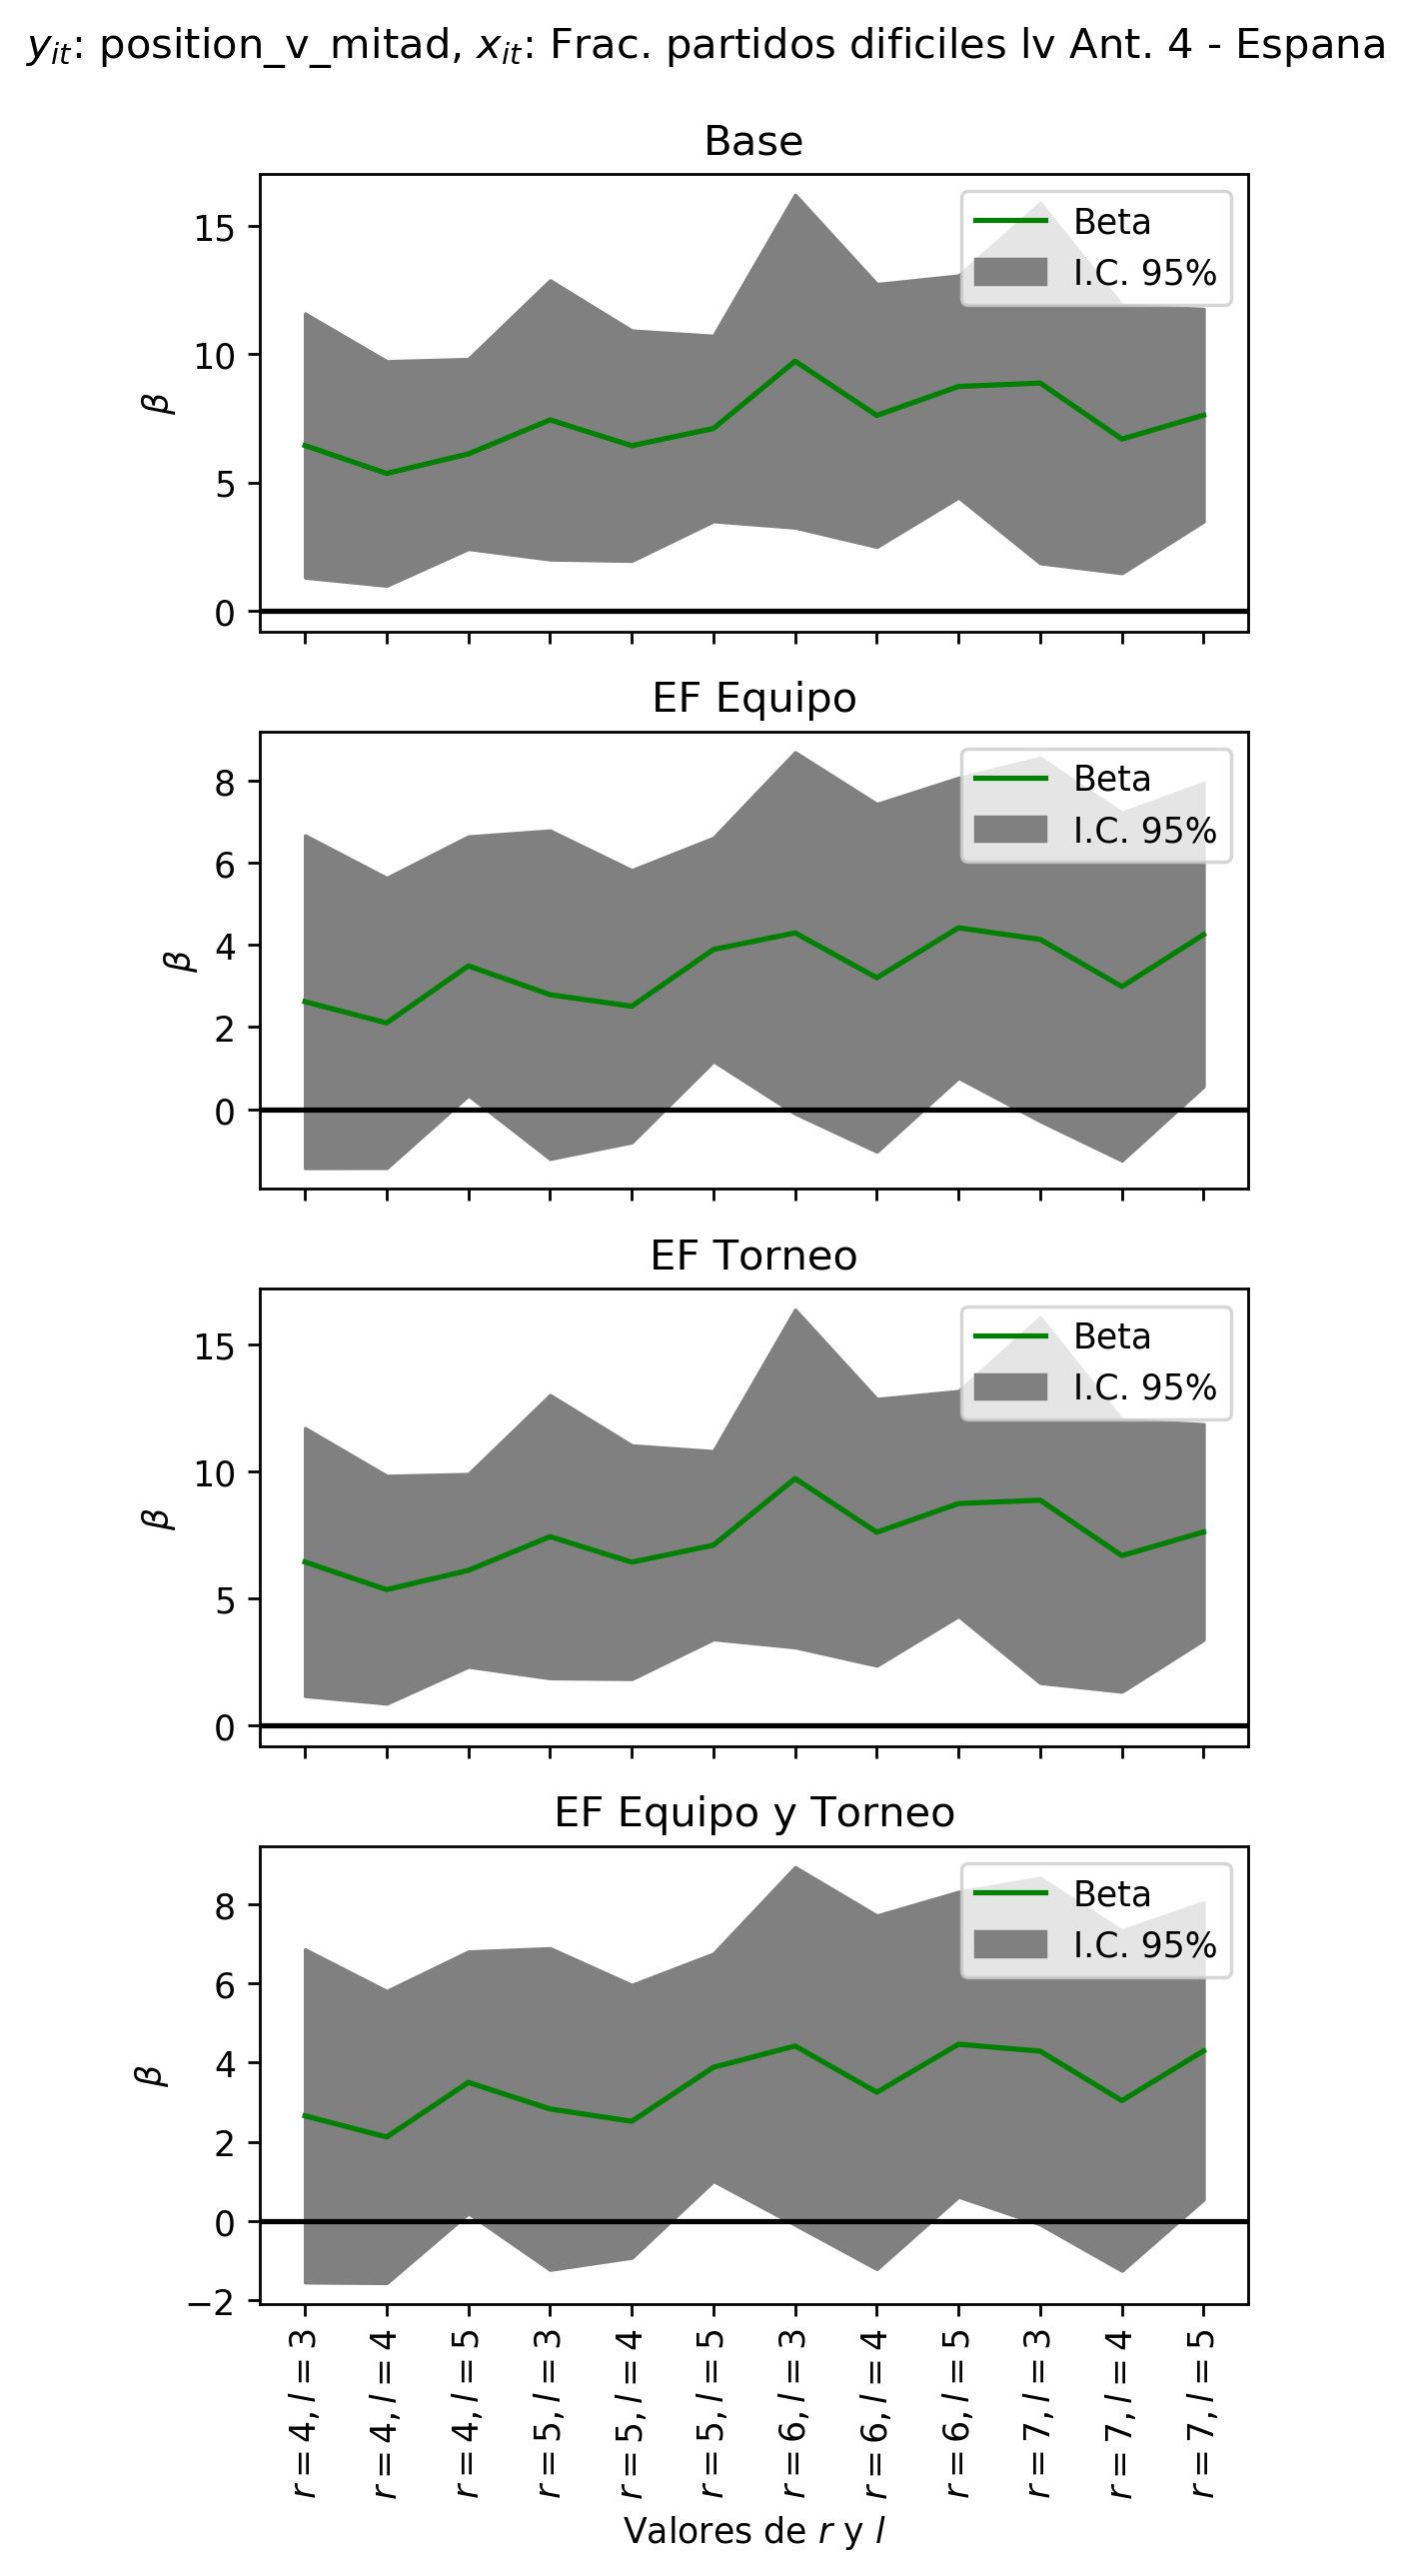 y_it: position_v_mitad, x_it: Frac. partidos dificiles lv Ant. 4 - Espana
Base
Beta
I.C. 95%
15
10
5
0
β
EF Equipo
Beta
I.C. 95%
8
6
4
2
0
β
EF Torneo
Beta
I.C. 95%
15
10
5
0
β
EF Equipo y Torneo
Beta
I.C. 95%
8
6
4
2
0
−2
β
r = 4, l = 3
r = 4, l = 4
r = 4, l = 5
r = 5, l = 3
r = 5, l = 4
r = 5, l = 5
r = 6, l = 3
r = 6, l = 4
r = 6, l = 5
r = 7, l = 3
r = 7, l = 4
r = 7, l = 5
Valores de r y l